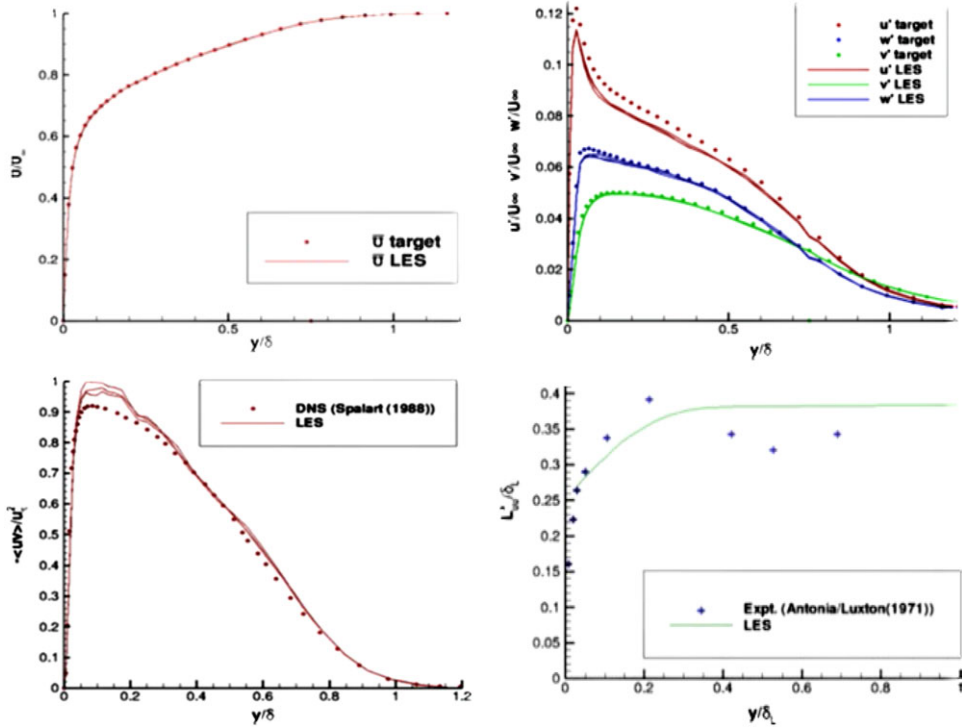 1
0.8
0.6
0.4
0.2
0
0
0.5
1
y/δ
U/U∞
U̅ target
U̅ LES
0.12
0.1
0.08
0.06
0.04
0.02
0
0
0.5
1
y/δ
u'/U∞ v'/U∞ w'/U∞
u' target
w' target
v' target
u' LES
v' LES
w' LES
1
0.9
0.8
0.7
0.6
0.5
0.4
0.3
0.2
0.1
0
0
0.2
0.4
0.6
0.8
1
1.2
y/δ
DNS (Spalart (1988))
LES
0.4
0.35
0.3
0.25
0.2
0.15
0.1
0.05
0
0
0.2
0.4
0.6
0.8
1
y/δL
Expt. (Antonia/Luxton(1971))
LES